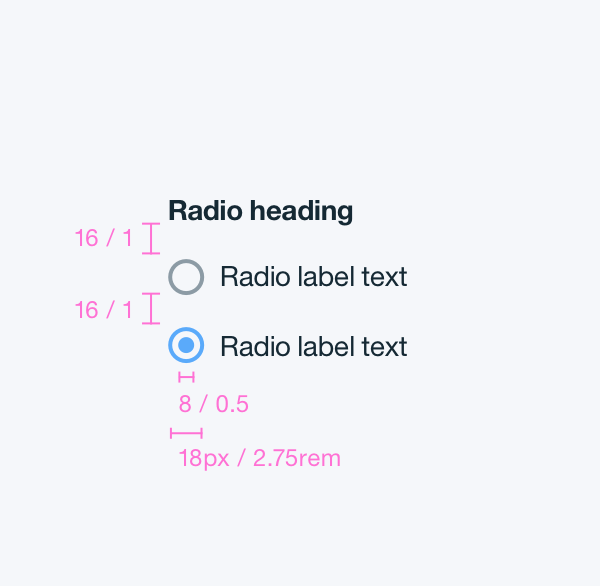 Radio heading
16 / 1
Radio label text
16 / 1
Radio label text
8 / 0.5
18px / 2.75rem